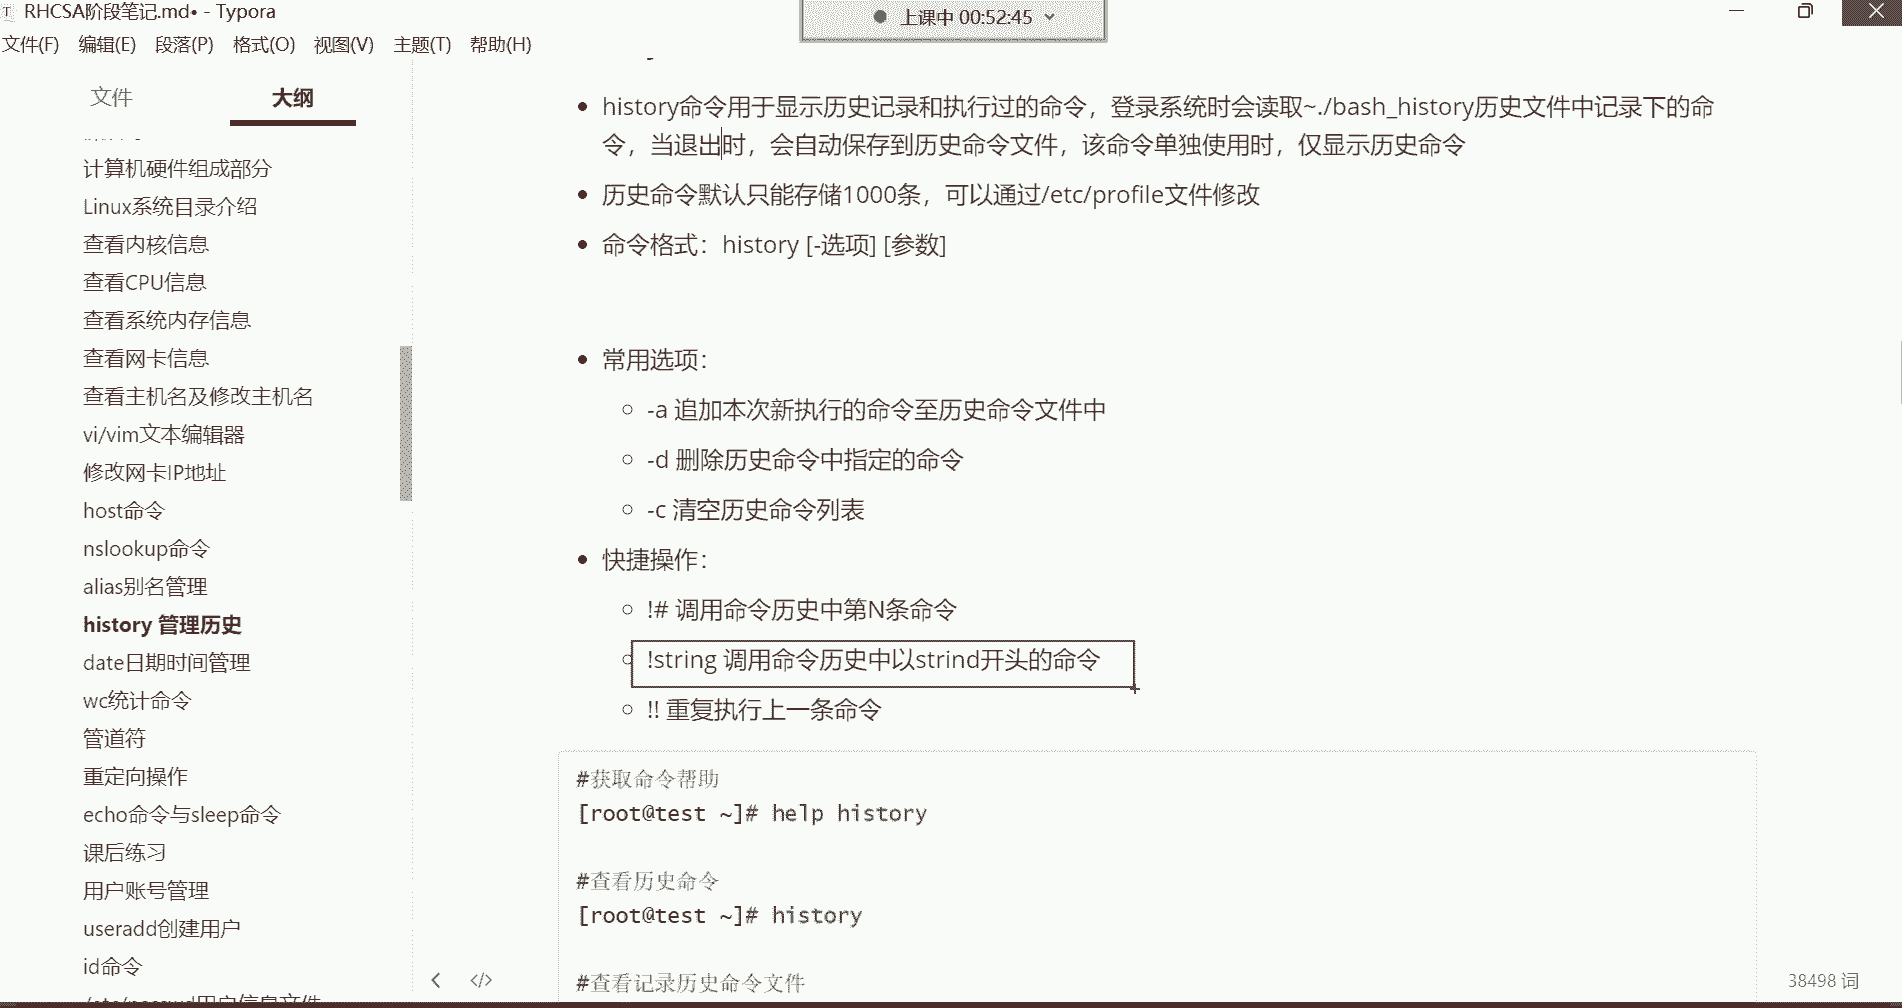 RHCSA阶段笔记.md• - Typora
上课中 00:52:45
文件(F) 编辑(E) 段落(P) 格式(O) 视图(V) 主题(T) 帮助(H)
文件 大纲
计算机硬件组成部分
Linux系统目录介绍
查看内核信息
查看CPU信息
查看系统内存信息
查看网卡信息
查看主机名及修改主机名
vi/vim文本编辑器
修改网卡IP地址
host命令
nslookup命令
alias别名管理
history 管理历史
date日期时间管理
wc统计命令
管道符
重定向操作
echo命令与sleep命令
课后练习
用户账号管理
useradd创建用户
id命令
history命令用于显示历史记录和执行过的命令，登录系统时会读取~./bash_history历史文件中记录下的命
令，当退出时，会自动保存到历史命令文件，该命令单独使用时，仅显示历史命令
历史命令默认只能存储1000条，可以通过/etc/profile文件修改
命令格式：history [-选项] [参数]
常用选项：
-a 追加本次新执行的命令至历史命令文件中
-d 删除历史命令中指定的命令
-c 清空历史命令列表
快捷操作：
!# 调用命令历史中第N条命令
!string 调用命令历史中以strind开头的命令
!! 重复执行上一条命令
#获取命令帮助
[root@test ~]# help history
#查看历史命令
[root@test ~]# history
#查看记录历史命令文件
38498 词